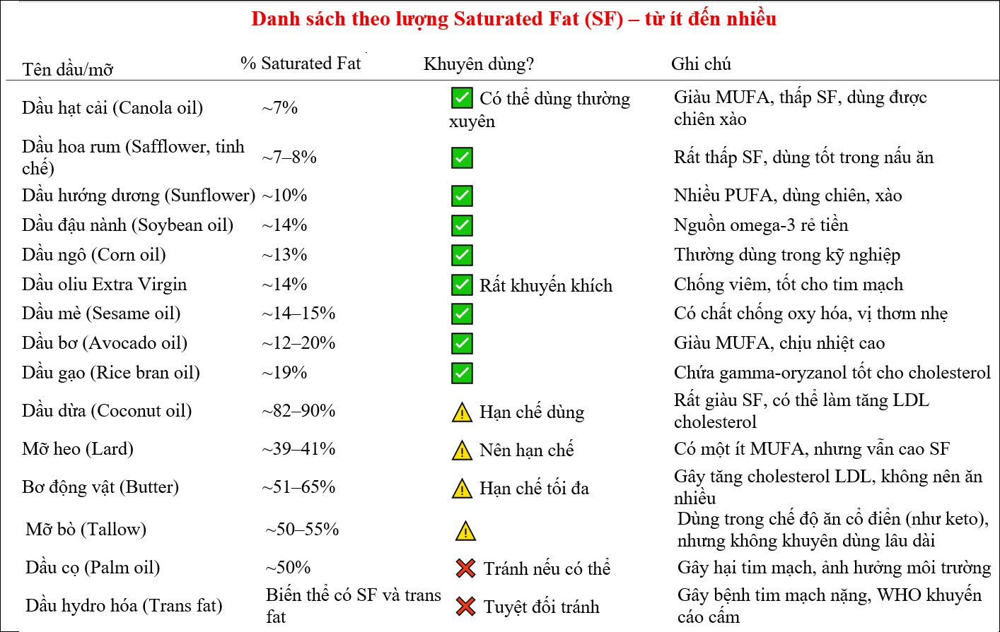 Danh sách theo lượng Saturated Fat (SF) – từ ít đến nhiều
Tên dầu/mỡ % Saturated Fat Khuyên dùng? Ghi chú
Dầu hạt cải (Canola oil) ~7% ✅ Có thể dùng thường xuyên Giàu MUFA, thấp SF, dùng được chiên xào
Dầu hoa rum (Safflower, tinh chế) ~7–8% ✅ Rất thấp SF, dùng tốt trong nấu ăn
Dầu hướng dương (Sunflower) ~10% ✅ Nhiều PUFA, dùng chiên, xào
Dầu đậu nành (Soybean oil) ~14% ✅ Nguồn omega-3 rẻ tiền
Dầu ngô (Corn oil) ~13% ✅ Thường dùng trong kỹ nghiệp
Dầu oliu Extra Virgin ~14% ✅ Rất khuyến khích Chống viêm, tốt cho tim mạch
Dầu mè (Sesame oil) ~14–15% ✅ Có chất chống oxy hóa, vị thơm nhẹ
Dầu bơ (Avocado oil) ~12–20% ✅ Giàu MUFA, chịu nhiệt cao
Dầu gạo (Rice bran oil) ~19% ✅ Chứa gamma-oryzanol tốt cho cholesterol
Dầu dừa (Coconut oil) ~82–90% ⚠ Hạn chế dùng Rất giàu SF, có thể làm tăng LDL cholesterol
Mỡ heo (Lard) ~39–41% ⚠ Nên hạn chế Có một ít MUFA, nhưng vẫn cao SF
Bơ động vật (Butter) ~51–65% ⚠ Hạn chế tối đa Gây tăng cholesterol LDL, không nên ăn nhiều
Mỡ bò (Tallow) ~50–55% ⚠ Dùng trong chế độ ăn cổ điển (như keto), nhưng không khuyên dùng lâu dài
Dầu cọ (Palm oil) ~50% ❌ Tránh nếu có thể Gây hại tim mạch, ảnh hưởng môi trường
Dầu hydro hóa (Trans fat) Biến thể có SF và trans fat ❌ Tuyệt đối tránh Gây bệnh tim mạch nặng, WHO khuyến cáo cấm